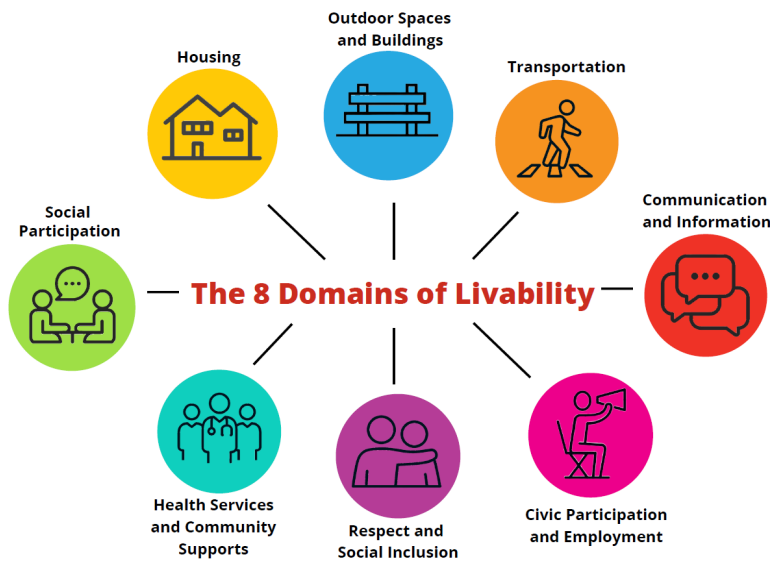 Outdoor Spaces
and Buildings
Housing
Transportation
Communication
and Information
Social
Participation
The 8 Domains of Livability
Health Services
and Community
Supports
Respect and
Social Inclusion
Civic Participation
and Employment